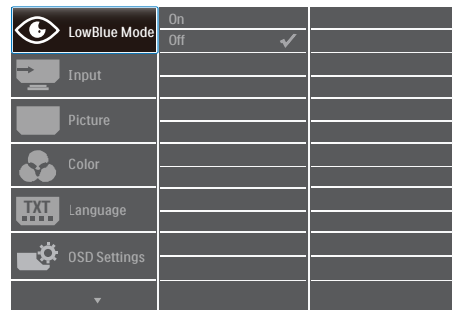 LowBlue Mode
On
Off
Input
Picture
Color
TXT
Language
OSD Settings